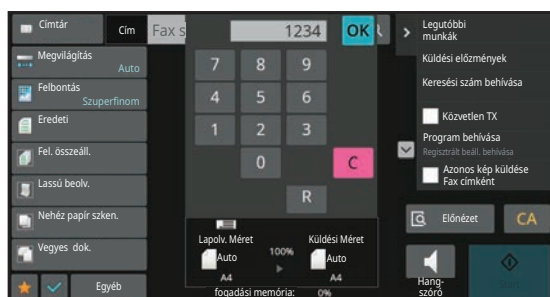 Címtár
Cím
Fax s
1234
OK
Legutóbbi
munkák
Megvilágítás
Auto
Felbontás
Szuperfinom
Eredeti
Fel. összeáll.
Lassú beolv.
Nehéz papír szken.
Vegyes dok.
Egyéb
7 8 9
4 5 6
1 2 3
0 C
R
Lapolv. Méret
100%
Küldési Méret
Auto
Auto
A4
A4
fogadási memória: 0%
Küldési előzmények
Keresési szám behívása
Közvetlen TX
Program behívása
Regisztrált beáll. behívása
Azonos kép küldése
Fax címként
Előnézet
CA
Hang-
szóró
Start